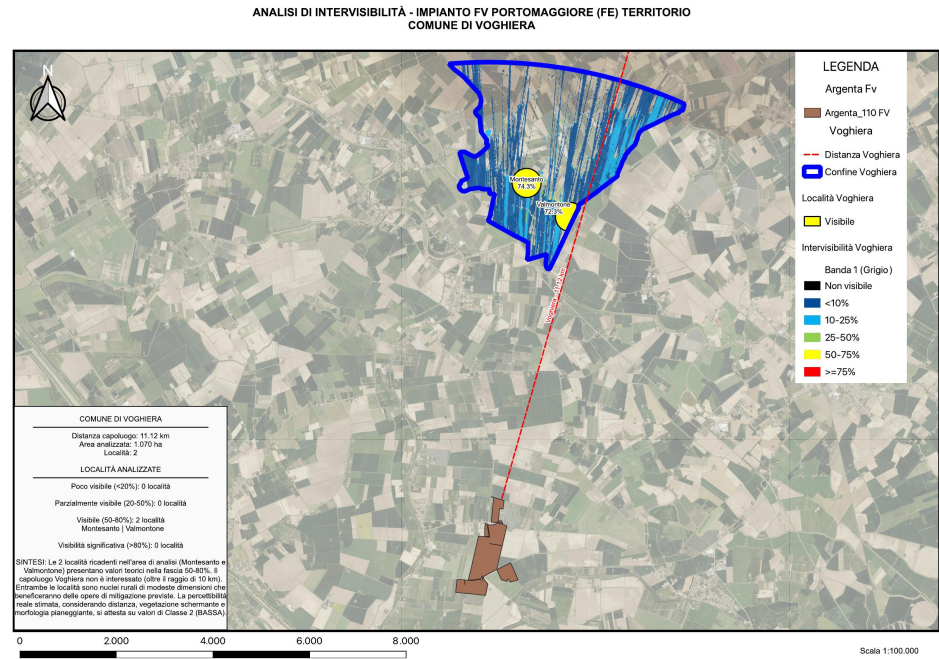 ANALISI DI INTERVISIBILITÀ - IMPIANTO FV PORTOMAGGIORE (FE) TERRITORIO
COMUNE DI VOGHIERA
N
Montesanto
74.3%
Valmontone
72.3%
Voghiera - 11.12 km
LEGENDA
Argenta Fv
Argenta_110 FV
Voghiera
Distanza Voghiera
Confine Voghiera
Località Voghiera
Visibile
Intervisibilità Voghiera
Banda 1 (Grigio)
Non visibile
<10%
10-25%
25-50%
50-75%
>=75%
COMUNE DI VOGHIERA
Distanza capoluogo: 11.12 km
Area analizzata: 1.070 ha
Località: 2
LOCALITÀ ANALIZZATE
Poco visibile (<20%): 0 località
Parzialmente visibile (20-50%): 0 località
Visibile (50-80%): 2 località
Montesanto | Valmontone
Visibilità significativa (>80%): 0 località
SINTESI: Le 2 località ricadenti nell'area di analisi (Montesanto e
Valmontone) presentano valori teorici nella fascia 50-80%. Il
capoluogo Voghiera non è interessato (oltre il raggio di 10 km).
Entrambe le località sono nuclei rurali di modeste dimensioni che
beneficeranno delle opere di mitigazione previste. La percettibilità
reale stimata, considerando distanza, vegetazione schermante e
morfologia pianeggiante, si attesta su valori di Classe 2 (BASSA).
0 2.000 4.000 6.000 8.000
Scala 1:100.000